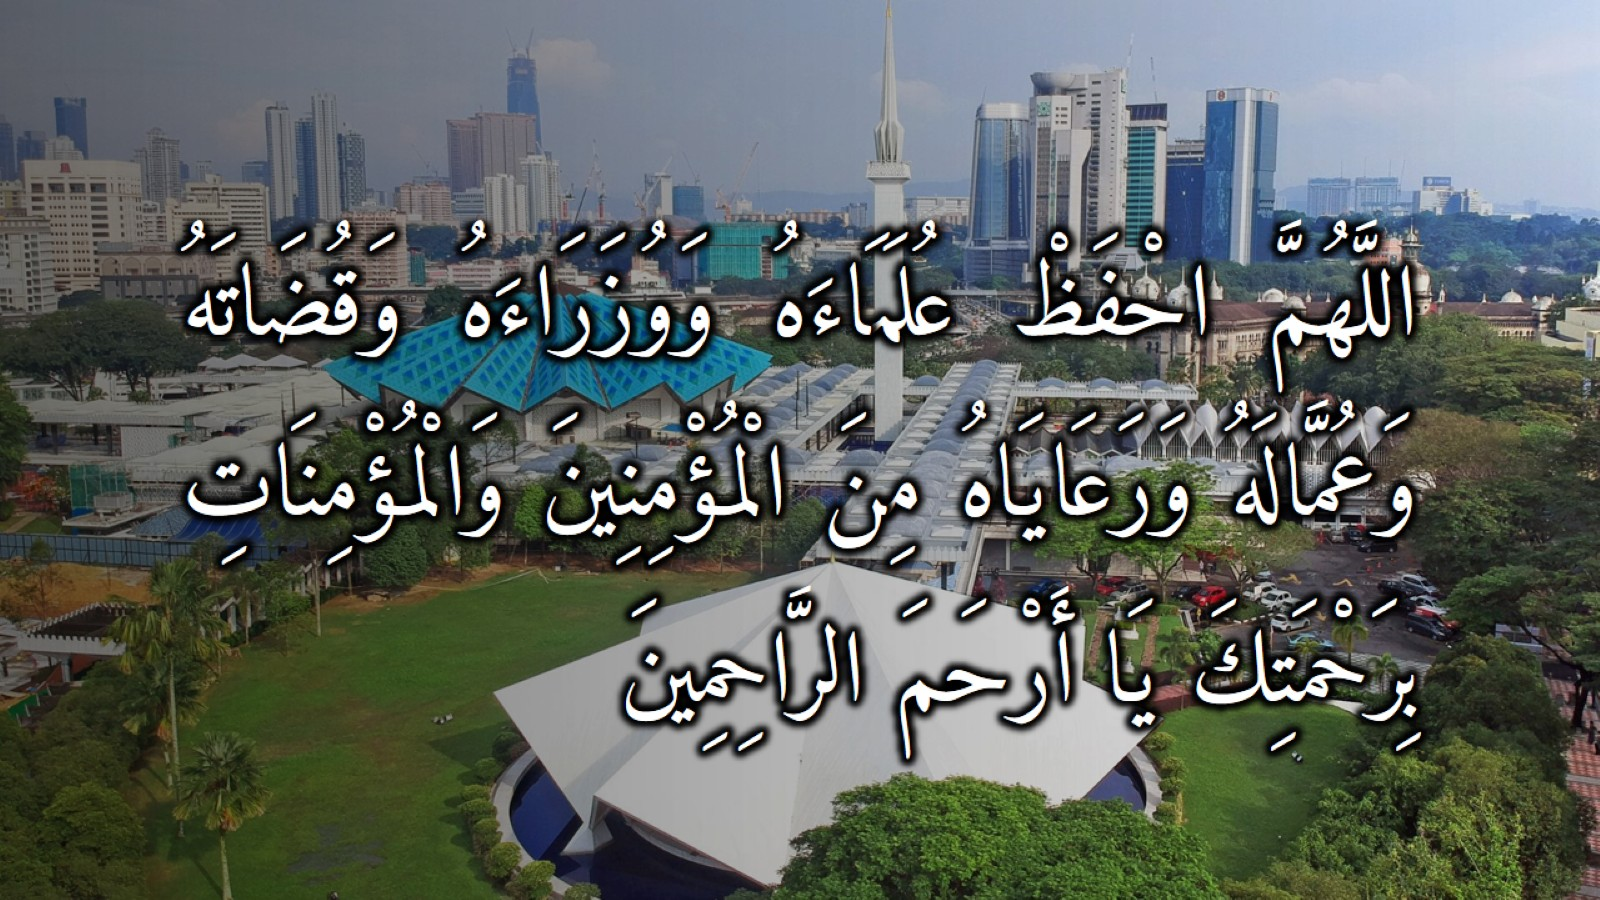 اللَّهُمَّ احْفَظْ عُلَمَاءَهُ وَوُزَرَاءَهُ وَقُضَاتَهُ
وَعُمَّالَهُ وَرَعَايَاهُ مِنَ الْمُؤْمِنِينَ وَالْمُؤْمِنَاتِ
بِرَحْمَتِكَ يَا أَرْحَمَ الرَّاحِمِينَ